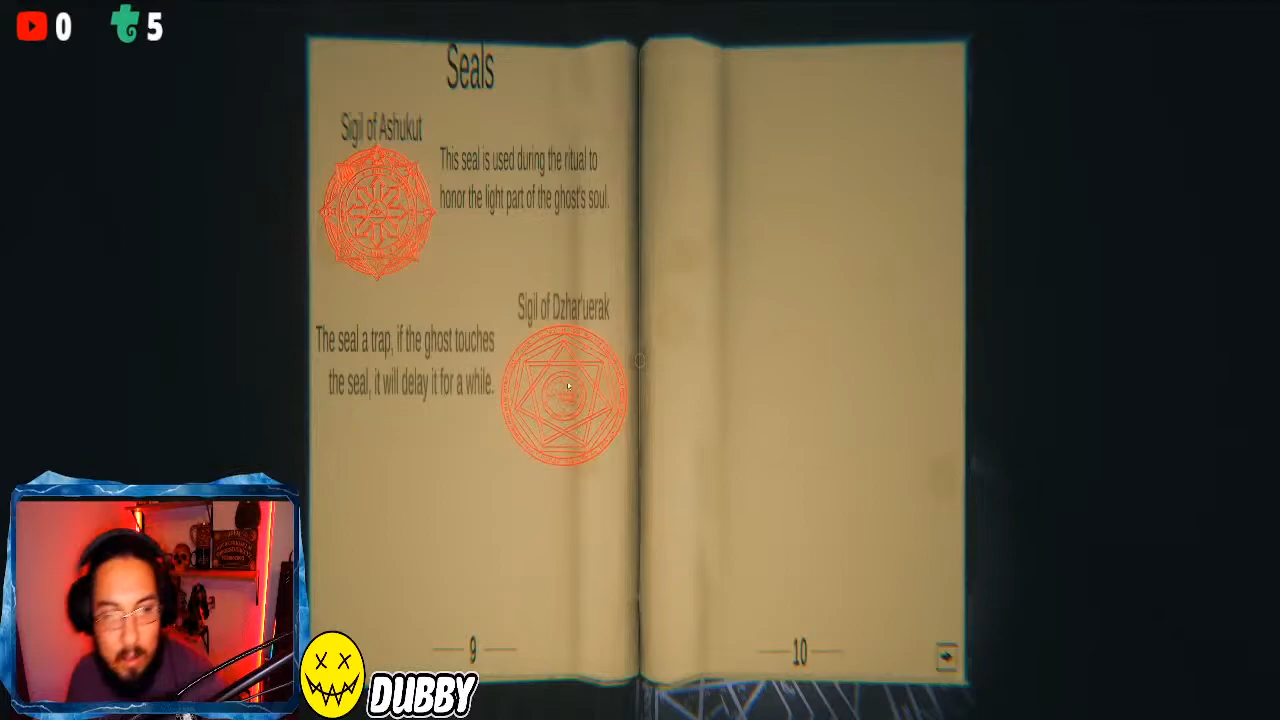 0
5
Seals
Sigil of Ashukut
This seal is used during the ritual to
honor the light part of the ghost's soul.
Sigil of Dzhar'uerak
The seal a trap, if the ghost touches
the seal, it will delay it for a while.
9
10
DUBBY